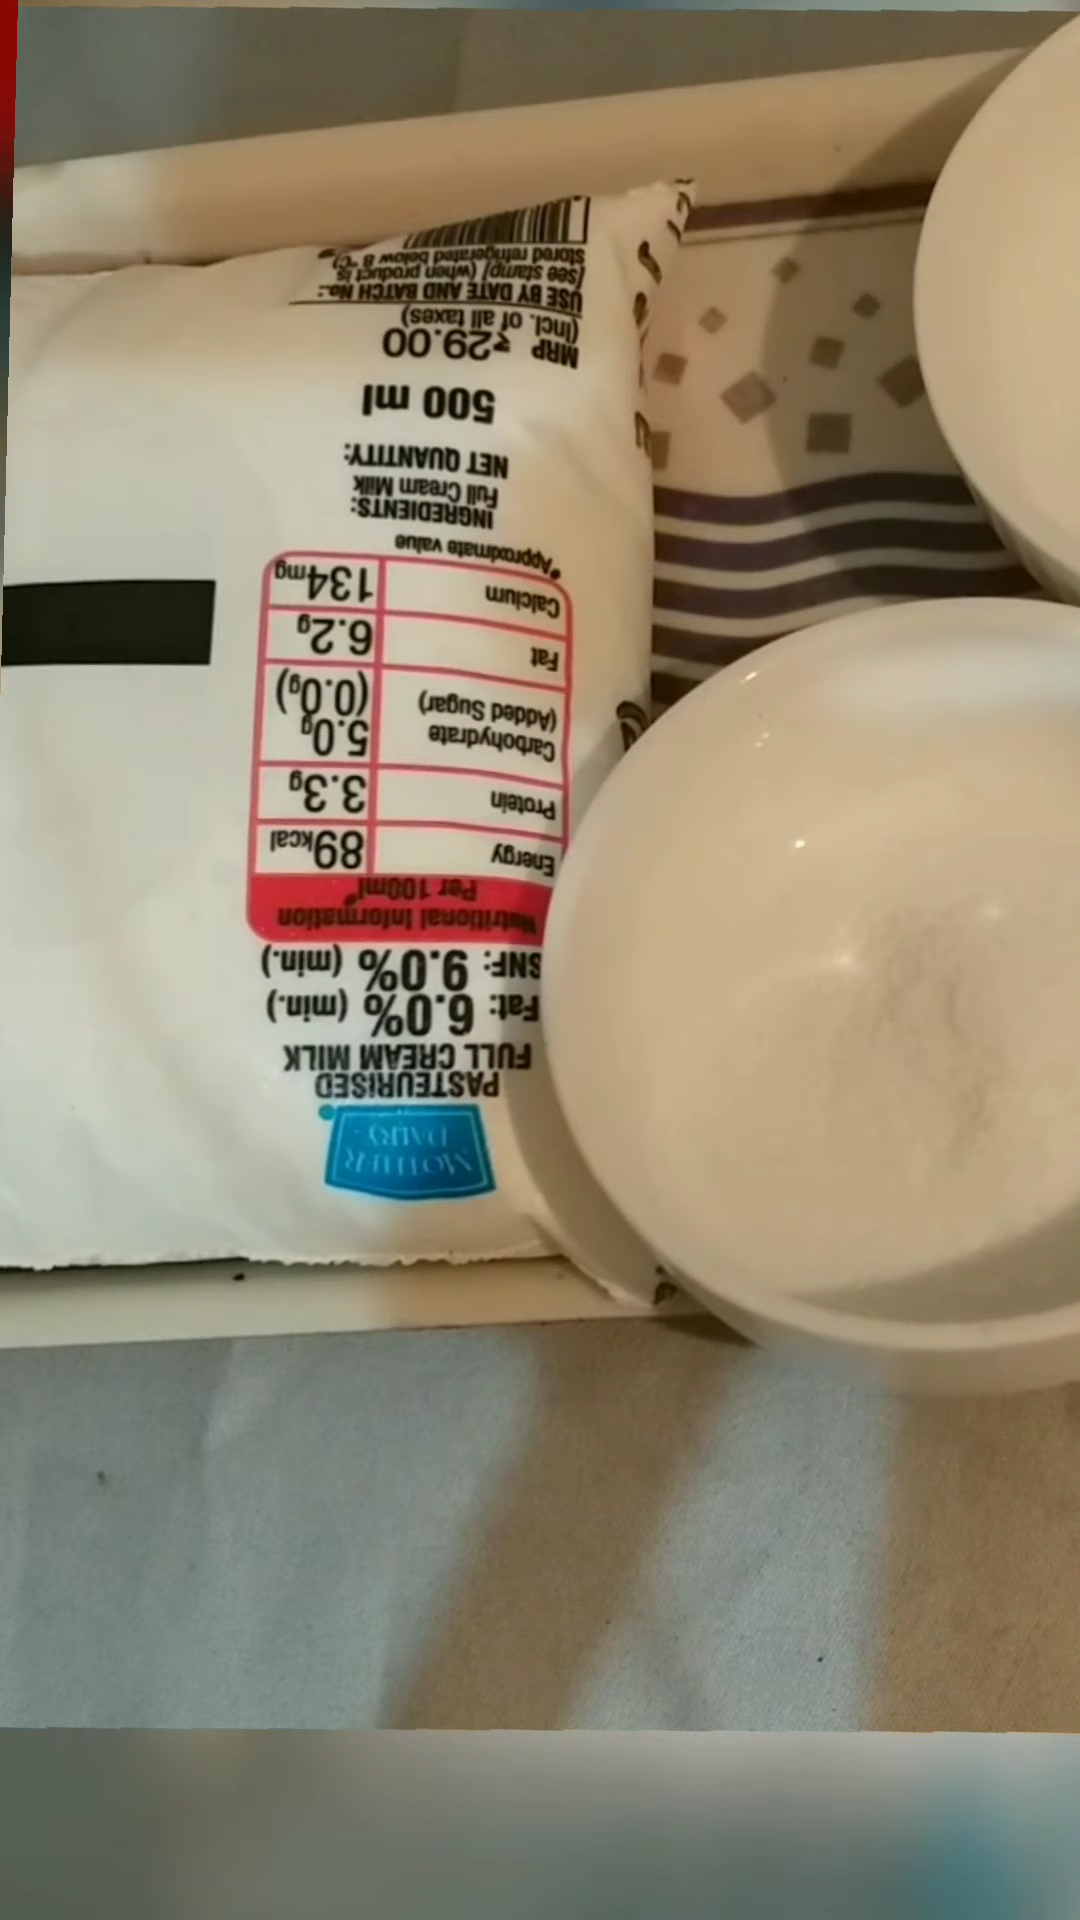 MOTHER
DAIRY
PASTEURISED
FULL CREAM MILK
Fat: 6.0% (min.)
SNF: 9.0% (min.)
Nutritional Information
Per 100ml*
Energy 89kcal
Protein 3.3g
Carbohydrate 5.0g
(Added Sugar) (0.0g)
Fat 6.2g
Calcium 134mg
*Approximate value
INGREDIENTS:
Full Cream Milk
NET QUANTITY:
500 ml
MRP ₹29.00
(Incl. of all taxes)
USE BY DATE AND BATCH No.:
[see stamp] (when product is
stored refrigerated below 8 °C)